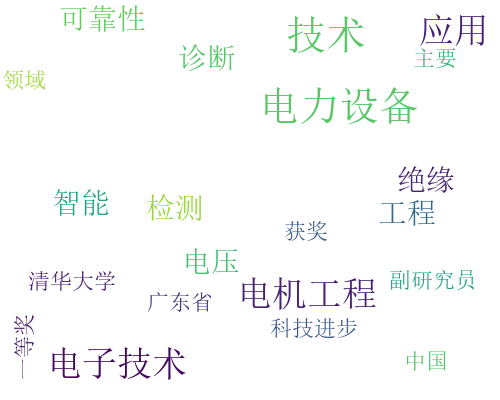 可靠性
技术
应用
诊断
主要
领域
电力设备
绝缘
智能
检测
工程
获奖
电压
清华大学
副研究员
电机工程
广东省
科技进步
一等奖
电子技术
中国